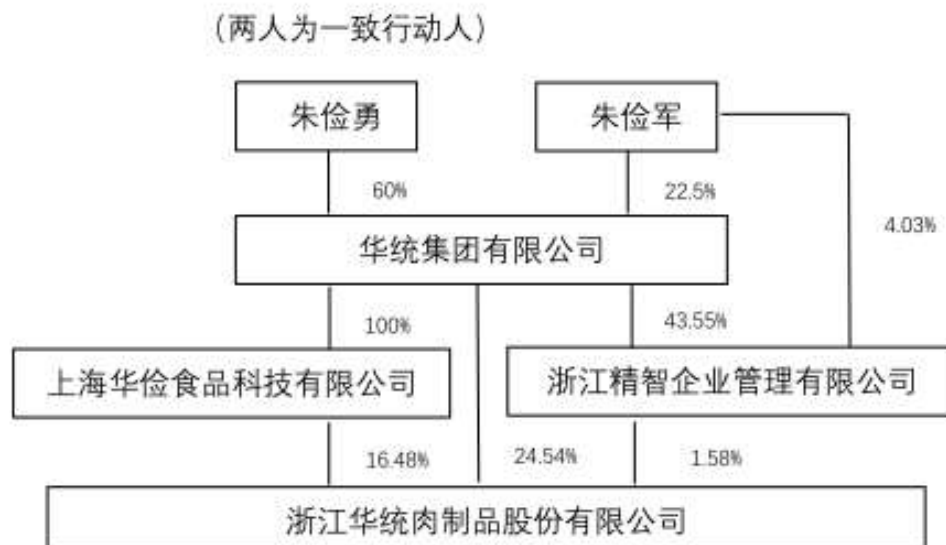 （两人为一致行动人）
朱俭勇
朱俭军
60%
22.5%
4.03%
华统集团有限公司
100%
43.55%
上海华俭食品科技有限公司
浙江精智企业管理有限公司
16.48%
24.54%
1.58%
浙江华统肉制品股份有限公司